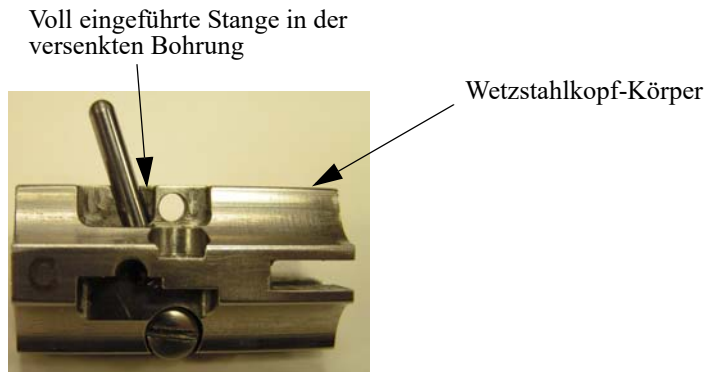 Voll eingeführte Stange in der
versenkten Bohrung
Wetzstahlkopf-Körper
C